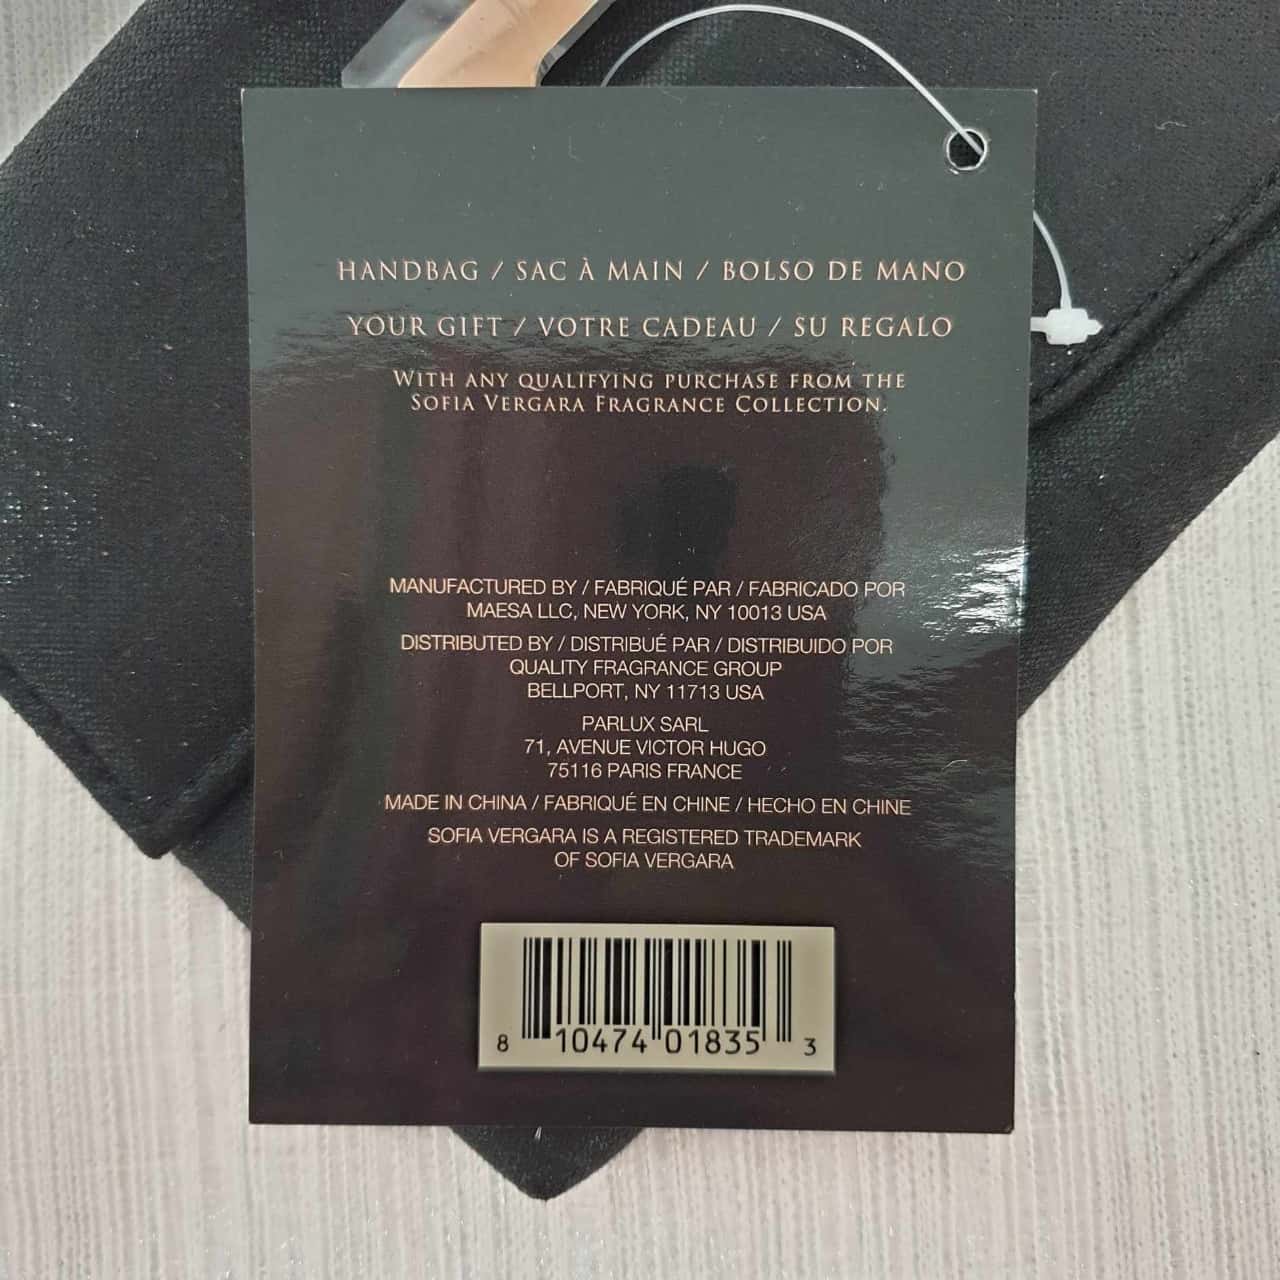 HANDBAG / SAC À MAIN / BOLSO DE MANO
YOUR GIFT / VOTRE CADEAU / SU REGALO
WITH ANY QUALIFYING PURCHASE FROM THE
SOFIA VERGARA FRAGRANCE COLLECTION.
MANUFACTURED BY / FABRIQUÉ PAR / FABRICADO POR
MAESA LLC, NEW YORK, NY 10013 USA
DISTRIBUTED BY / DISTRIBUÉ PAR / DISTRIBUIDO POR
QUALITY FRAGRANCE GROUP
BELLPORT, NY 11713 USA
PARLUX SARL
71, AVENUE VICTOR HUGO
75116 PARIS FRANCE
MADE IN CHINA / FABRIQUÉ EN CHINE / HECHO EN CHINE
SOFIA VERGARA IS A REGISTERED TRADEMARK
OF SOFIA VERGARA
8 10474 01835 3